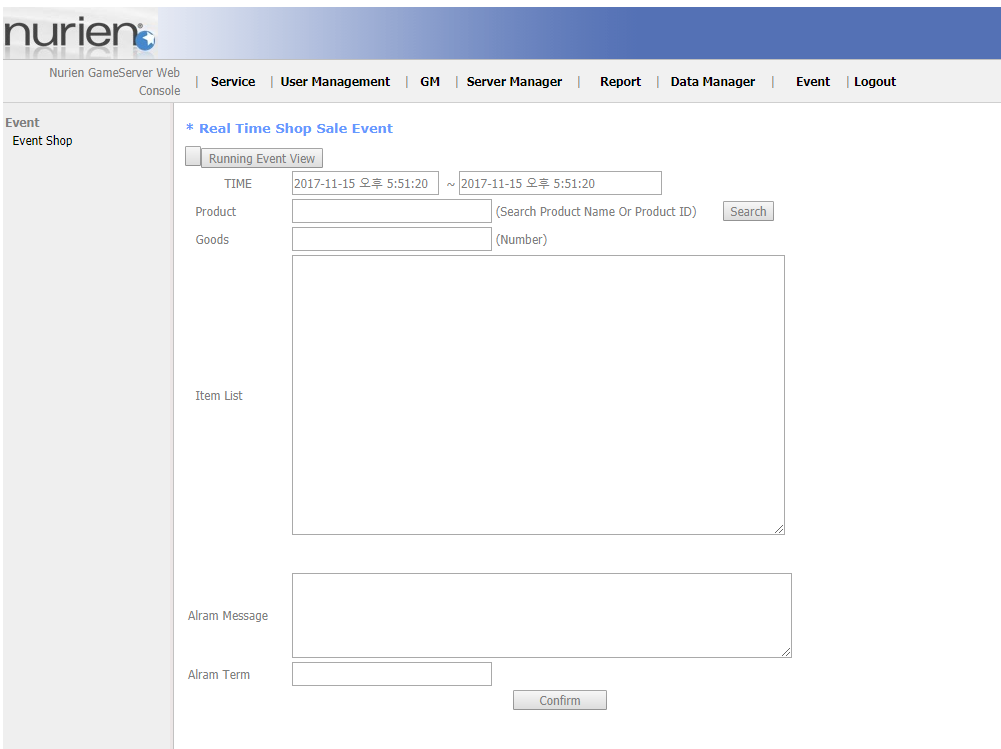 nurien®
Nurien GameServer Web
Console
| Service | User Management | GM | Server Manager | Report | Data Manager | Event | Logout
Event
Event Shop
* Real Time Shop Sale Event
Running Event View
TIME 2017-11-15 오후 5:51:20 ~ 2017-11-15 오후 5:51:20
Product (Search Product Name Or Product ID) Search
Goods (Number)
Item List
Alram Message
Alram Term
Confirm